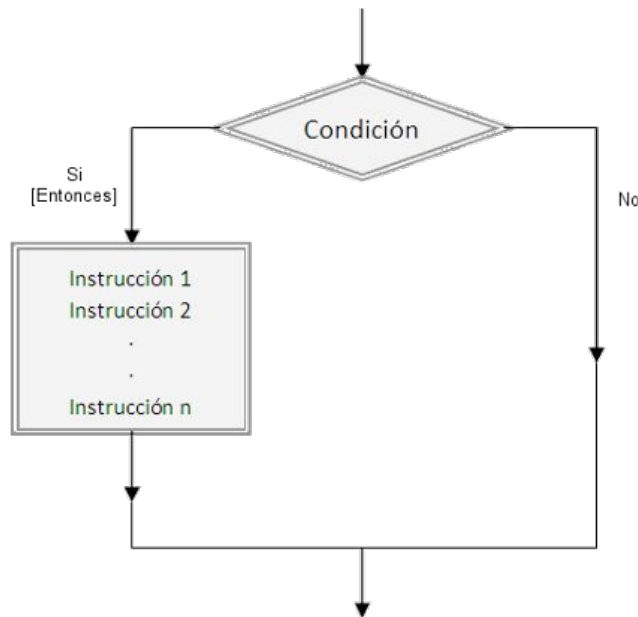 Condición
Si
[Entonces]
No
Instrucción 1
Instrucción 2
.
.
Instrucción n